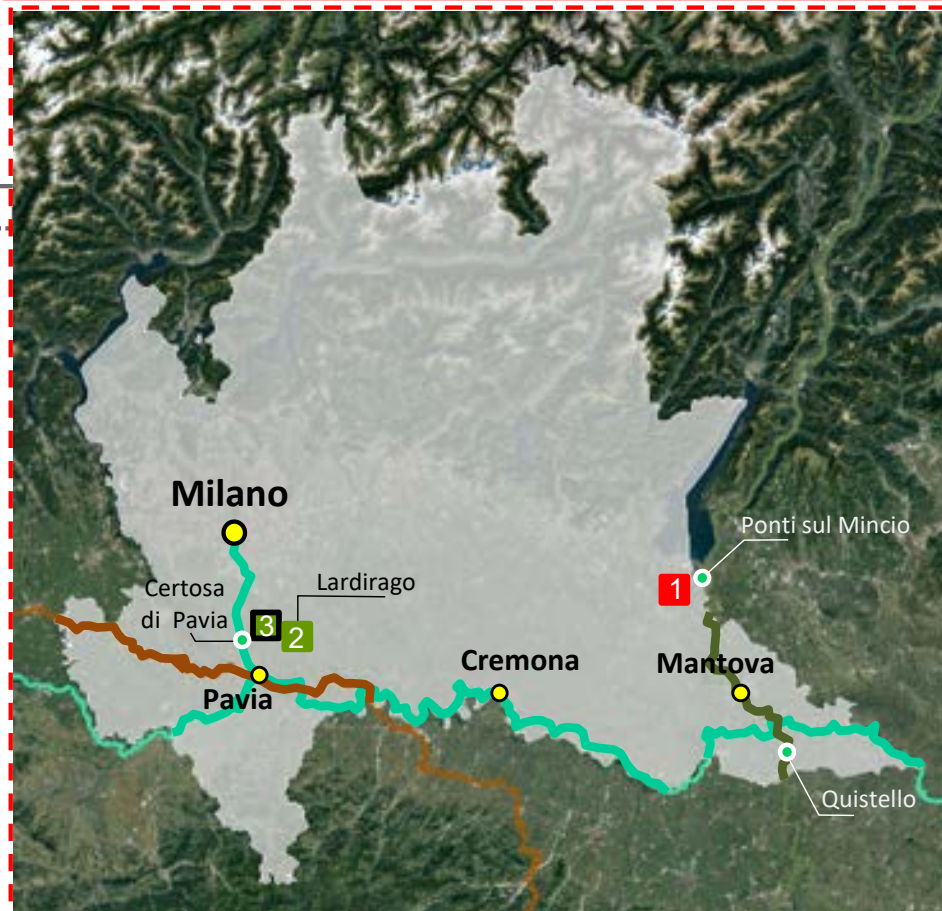 Milano
Ponti sul Mincio
1
Certosa
di Pavia
Lardirago
3
2
Cremona
Mantova
Pavia
Quistello